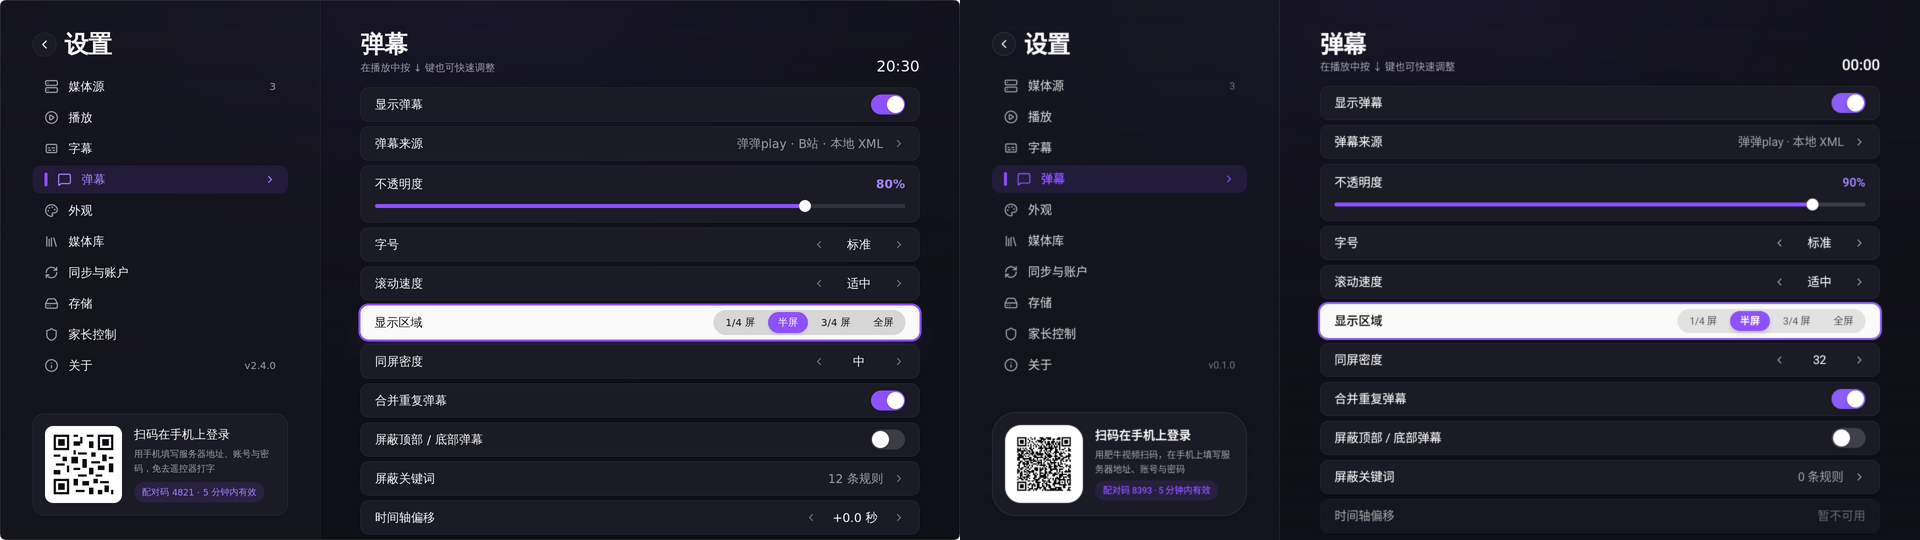 设置
媒体源 3
播放
字幕
弹幕
外观
媒体库
同步与账户
存储
家长控制
关于 v2.4.0
扫码在手机上登录
用手机填写服务器地址、账号与密
码，免去遥控器打字
配对码 4821 · 5 分钟内有效
弹幕
在播放中按 ↓ 键也可快速调整
20:30
显示弹幕
弹幕来源 弹弹play · B站 · 本地 XML
不透明度 80%
字号 标准
滚动速度 适中
显示区域 1/4 屏 半屏 3/4 屏 全屏
同屏密度 中
合并重复弹幕
屏蔽顶部 / 底部弹幕
屏蔽关键词 12 条规则
时间轴偏移 +0.0 秒
设置
媒体源 3
播放
字幕
弹幕
外观
媒体库
同步与账户
存储
家长控制
关于 v0.1.0
扫码在手机上登录
用肥牛视频扫码，在手机上填写服
务器地址、账号与密码
配对码 8393 · 5 分钟内有效
弹幕
在播放中按 ↓ 键也可快速调整
00:00
显示弹幕
弹幕来源 弹弹play · 本地 XML
不透明度 90%
字号 标准
滚动速度 适中
显示区域 1/4 屏 半屏 3/4 屏 全屏
同屏密度 32
合并重复弹幕
屏蔽顶部 / 底部弹幕
屏蔽关键词 0 条规则
时间轴偏移 暂不可用